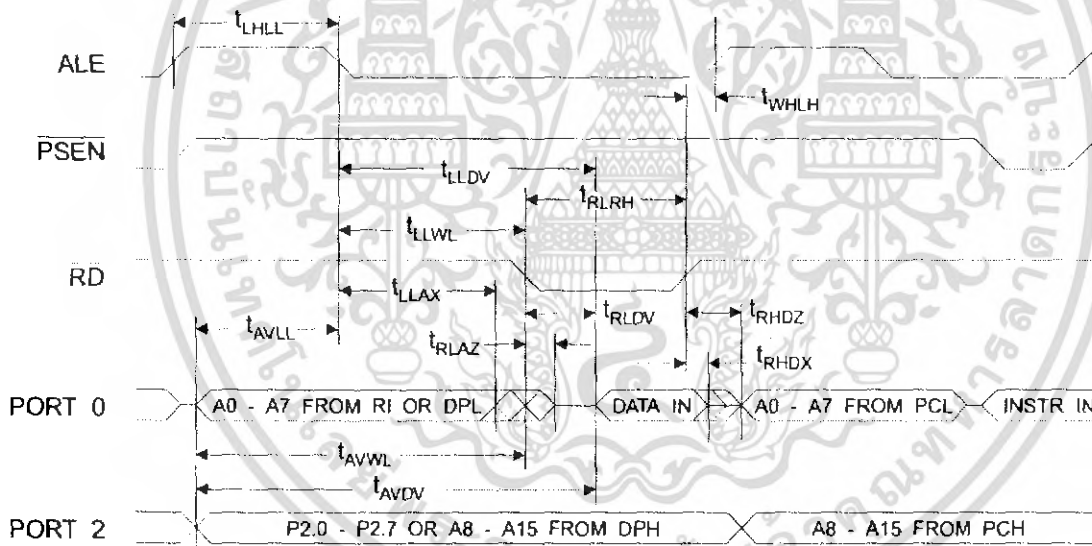 tLHLL
ALE
tWHLH
PSEN
tLLDV
tRLRH
tLLWL
RD
tLLAX
tRLDV
tRHDZ
tAVLL
tRLAZ
tRHDX
PORT 0
A0 - A7 FROM RI OR DPL
DATA IN
A0 - A7 FROM PCL
INSTR IN
tAVWL
tAVDV
PORT 2
P2.0 - P2.7 OR A8 - A15 FROM DPH
A8 - A15 FROM PCH